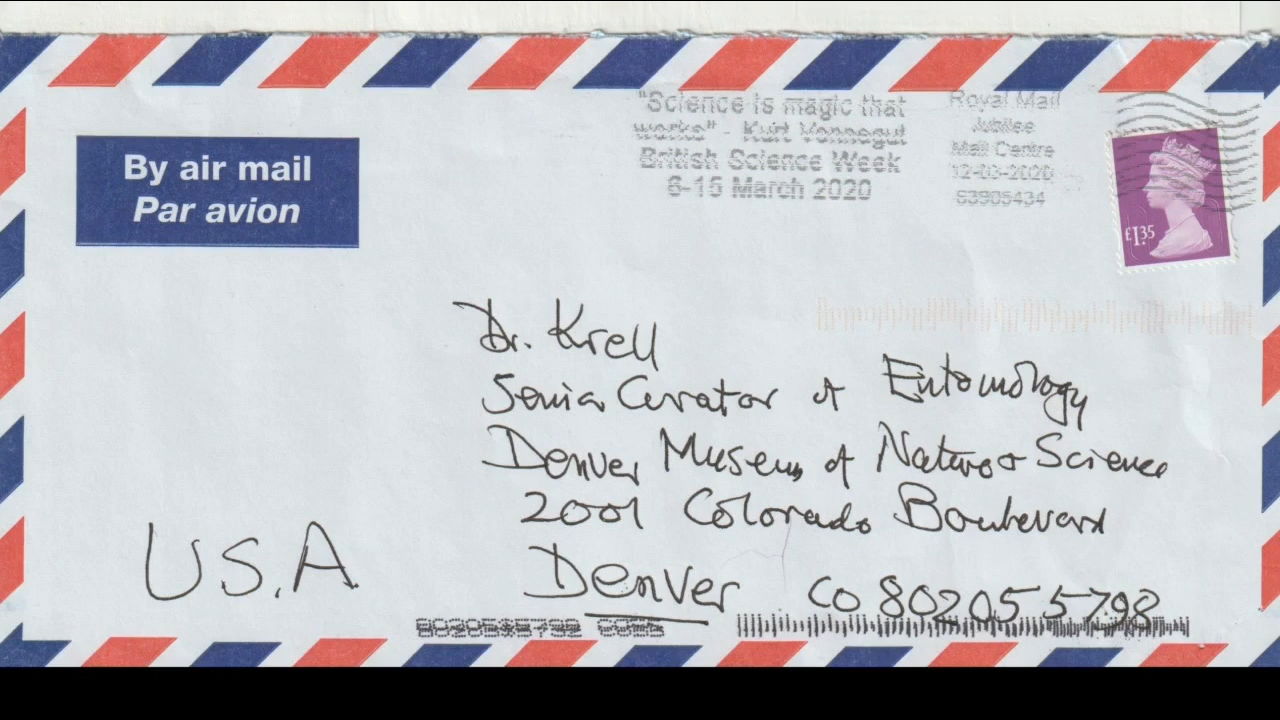 "Science is magic that
works" - Kurt Vonnegut
British Science Week
6-15 March 2020
Royal Mail
Jubilee
Mail Centre
12-03-2020
63905434
By air mail
Par avion
£1.35
Dr. Krell
Senior Curator of Entomology
Denver Museum of Nature & Science
2001 Colorado Boulevard
U.S.A
Denver CO 80205 5798